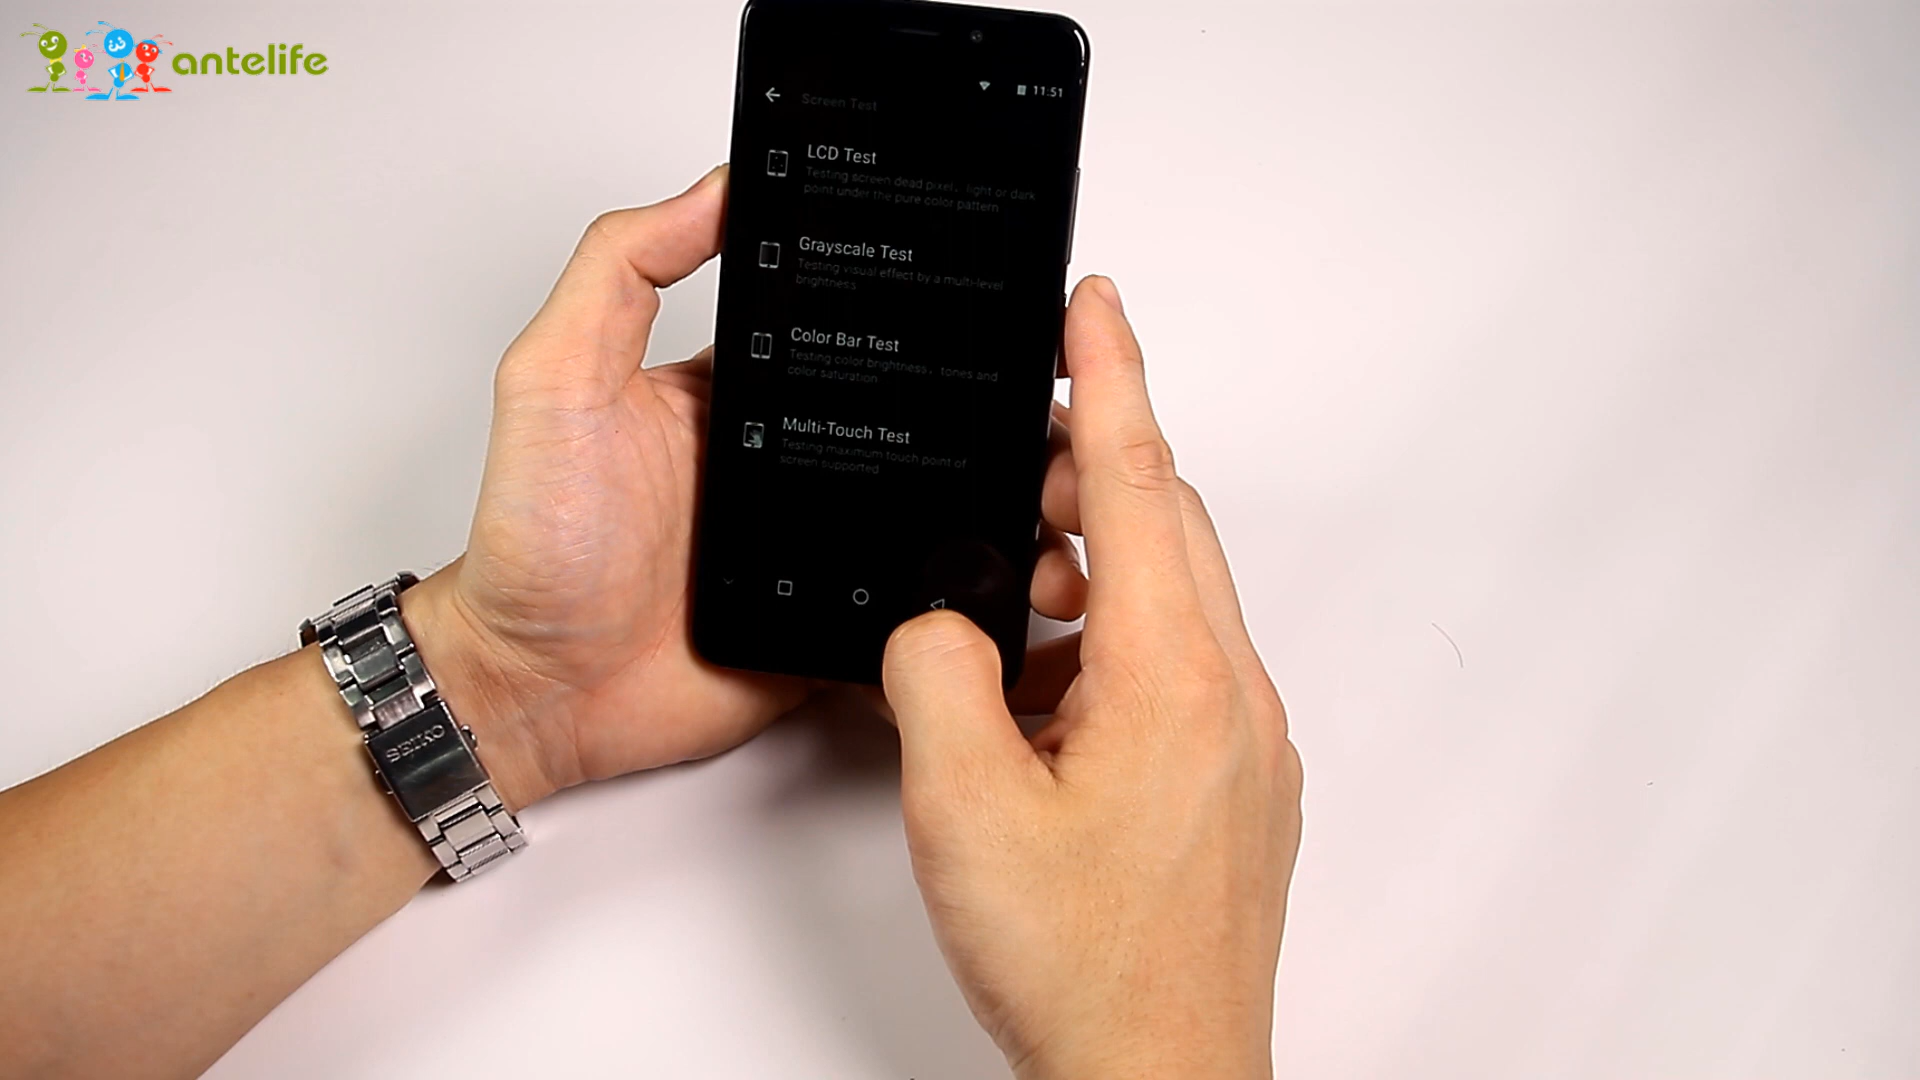 antelife
11:51
Screen Test
LCD Test
Testing screen dead pixel, light or dark
point under the pure color pattern
Grayscale Test
Testing visual effect by a multi-level
brightness
Color Bar Test
Testing color brightness, tones and
color saturation
Multi-Touch Test
Testing maximum touch point of
screen supported
SEIKO